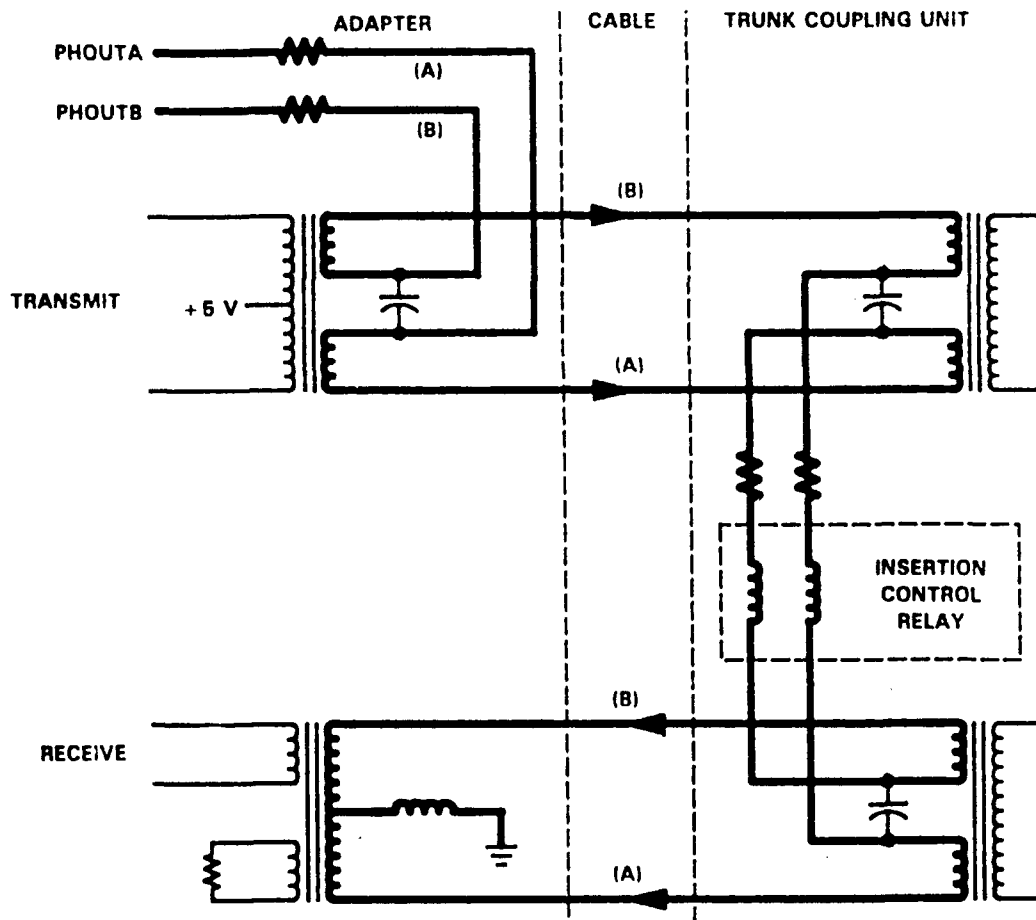 ADAPTER
CABLE
TRUNK COUPLING UNIT
PHOUTA
(A)
PHOUTB
(B)
(B)
TRANSMIT
+5 V
(A)
INSERTION
CONTROL
RELAY
(B)
RECEIVE
(A)